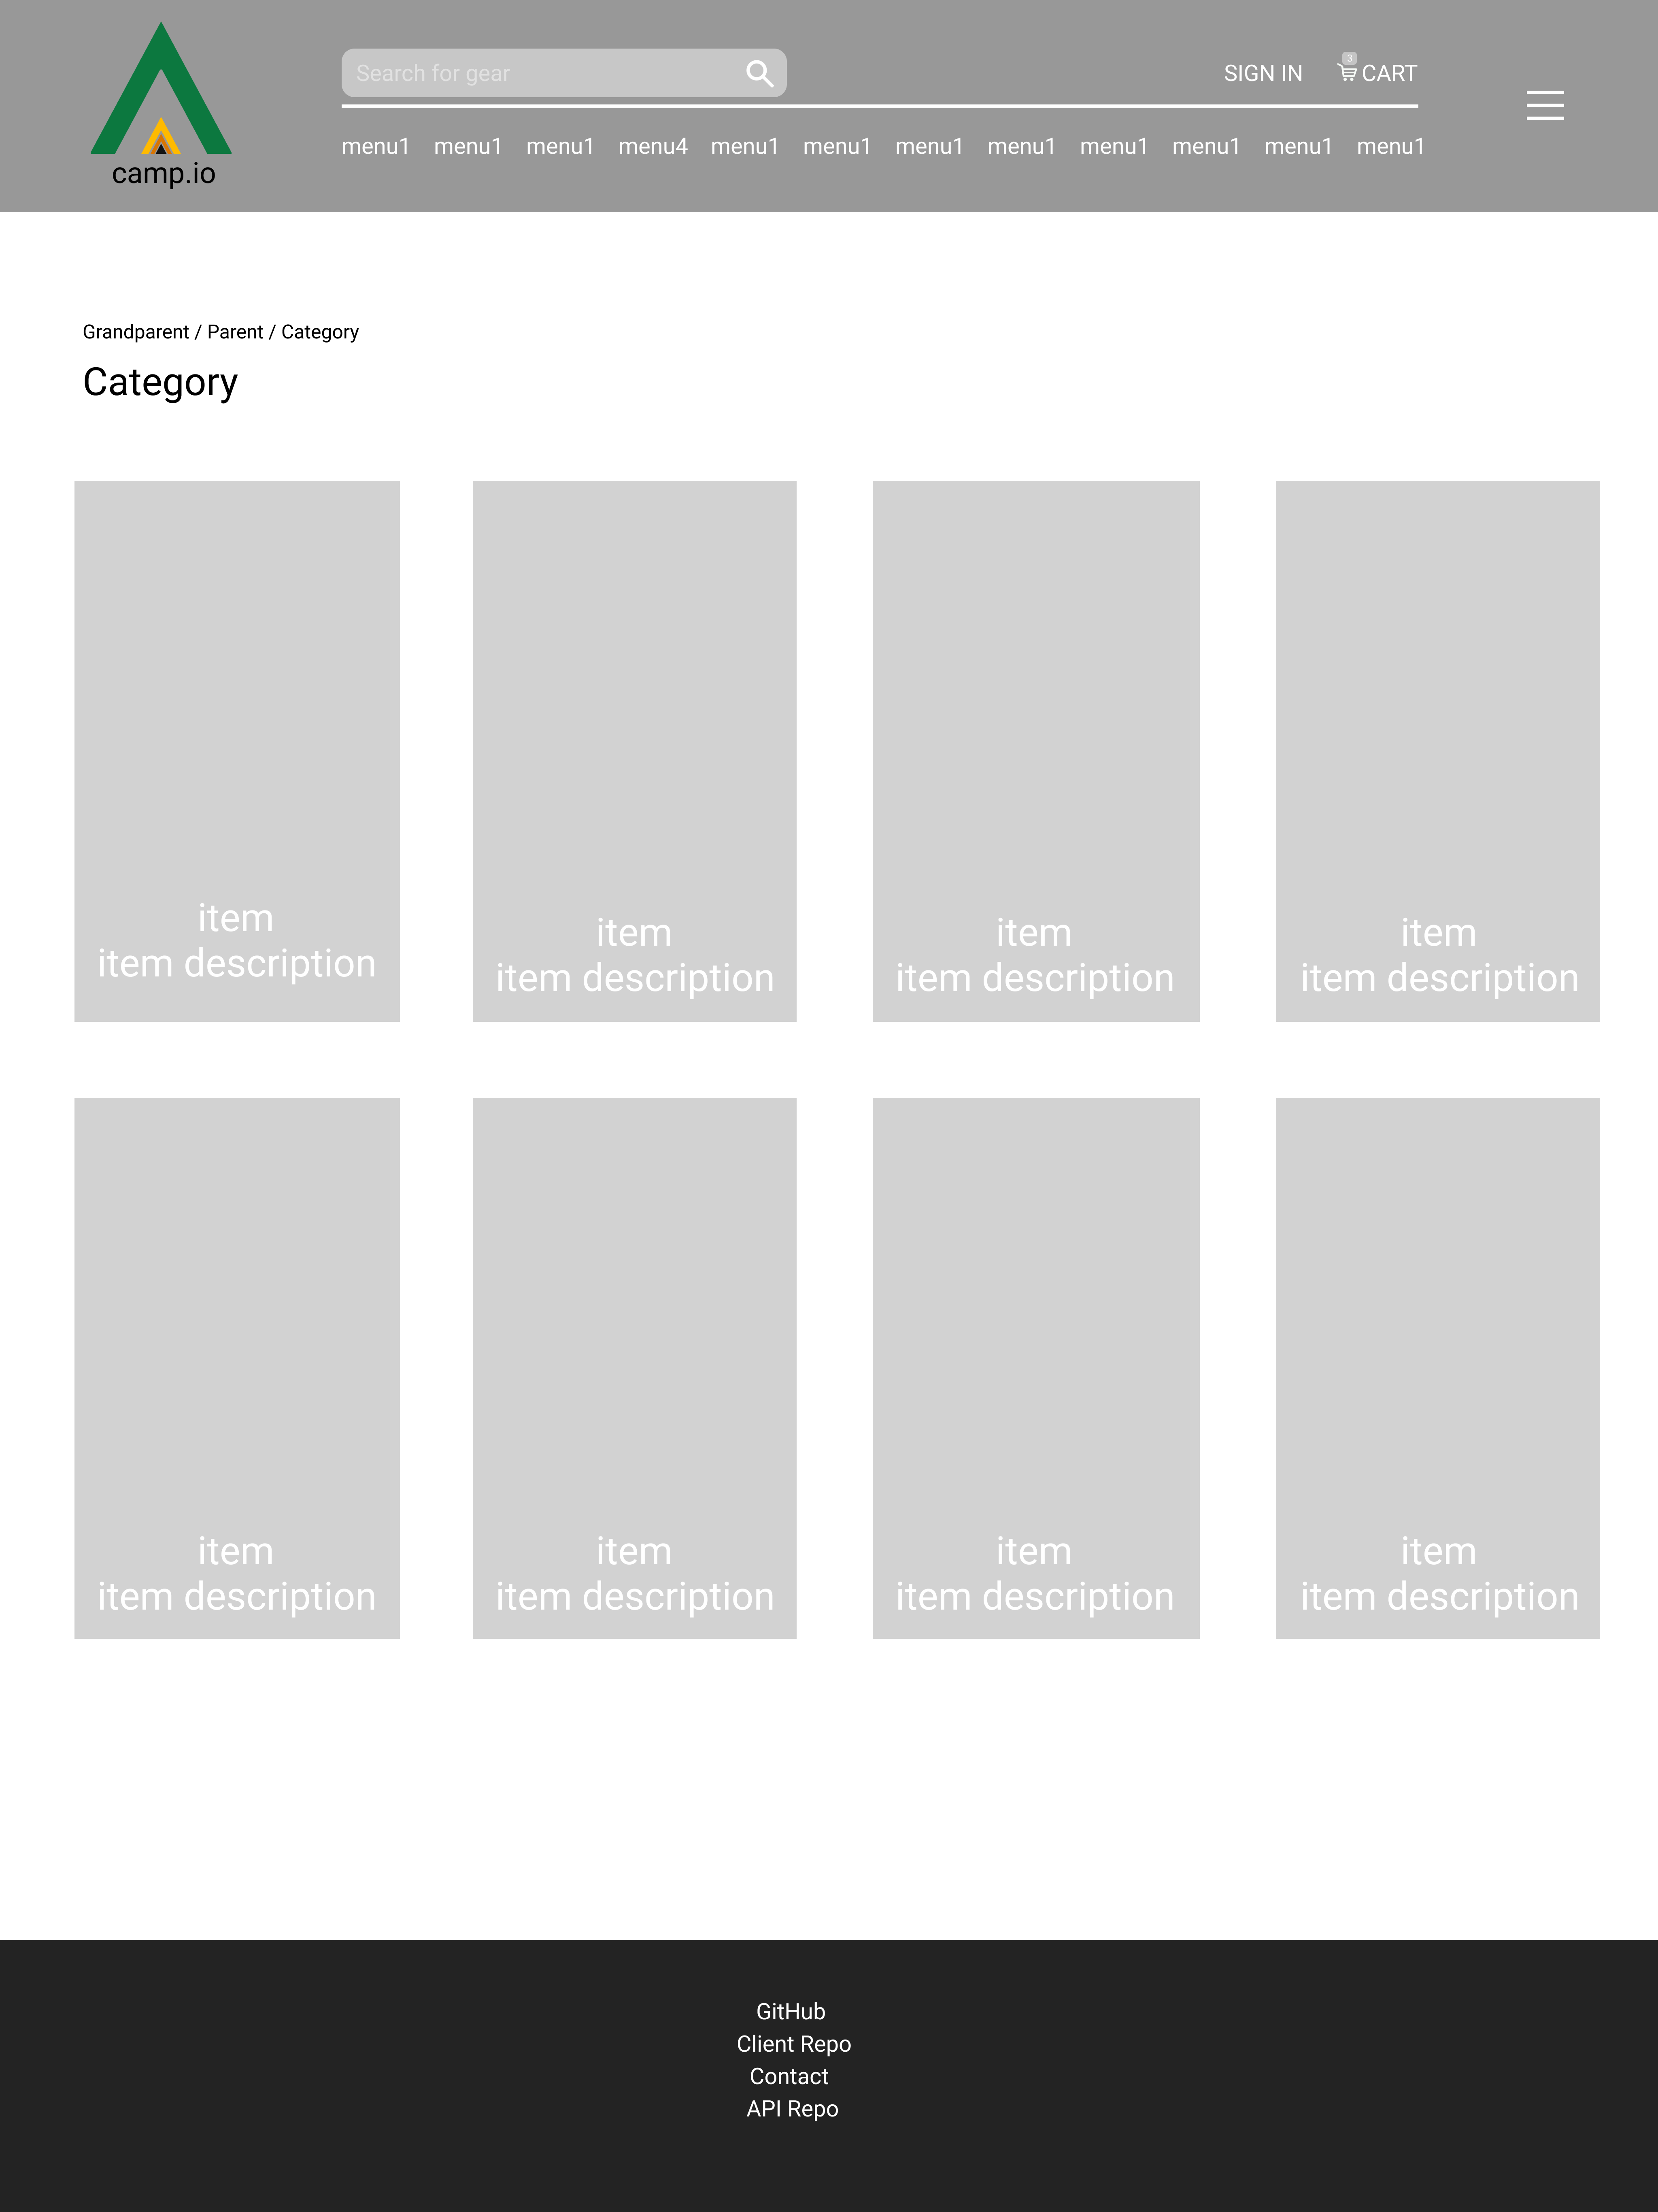 Search for gear
SIGN IN
3
CART
menu1 menu1 menu1 menu4 menu1 menu1 menu1 menu1 menu1 menu1 menu1 menu1
camp.io
Grandparent / Parent / Category
Category
item
item description
item
item description
item
item description
item
item description
item
item description
item
item description
item
item description
item
item description
GitHub
Client Repo
Contact
API Repo